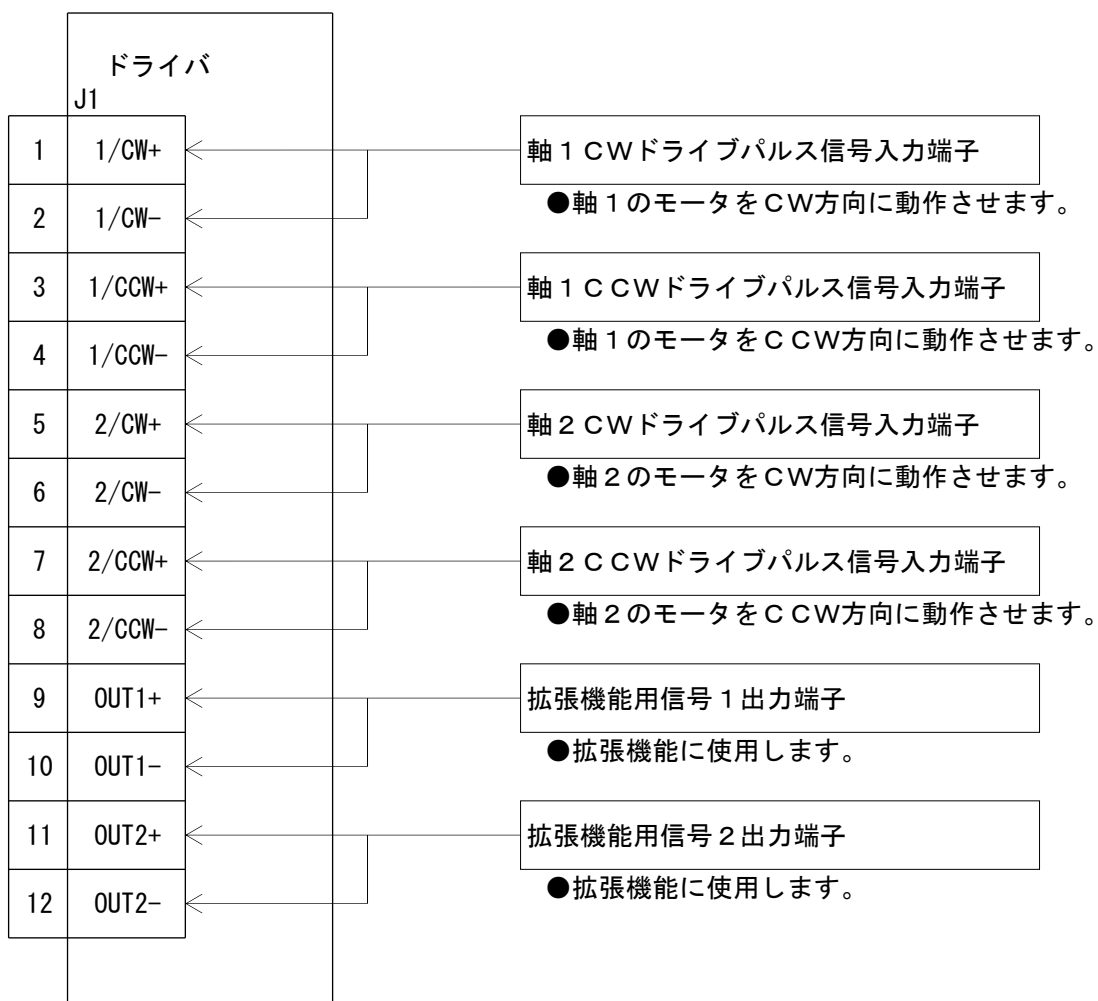 ドライバ
J1
1 1/CW+ 軸１ＣＷドライブパルス信号入力端子
●軸１のモータをＣＷ方向に動作させます。
2 1/CW-
3 1/CCW+ 軸１ＣＣＷドライブパルス信号入力端子
●軸１のモータをＣＣＷ方向に動作させます。
4 1/CCW-
5 2/CW+ 軸２ＣＷドライブパルス信号入力端子
●軸２のモータをＣＷ方向に動作させます。
6 2/CW-
7 2/CCW+ 軸２ＣＣＷドライブパルス信号入力端子
●軸２のモータをＣＣＷ方向に動作させます。
8 2/CCW-
9 OUT1+ 拡張機能用信号１出力端子
●拡張機能に使用します。
10 OUT1-
11 OUT2+ 拡張機能用信号２出力端子
●拡張機能に使用します。
12 OUT2-